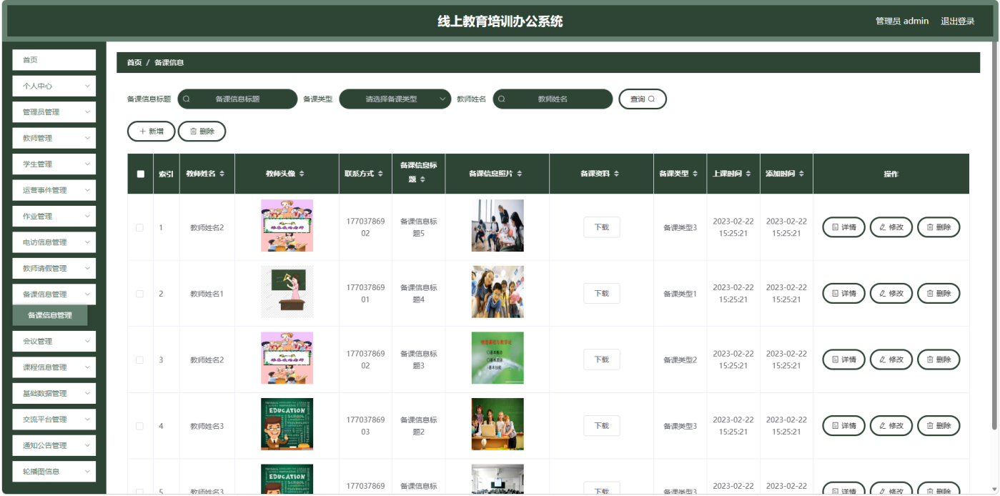 线上教育培训办公系统
管理员 admin
退出登录
首页
个人中心
管理员管理
教师管理
学生管理
运营事件管理
作业管理
电访信息管理
教师请假管理
备课信息管理
备课信息管理
会议管理
课程信息管理
基础数据管理
交流平台管理
通知公告管理
轮播图信息
首页 / 备课信息
备课信息标题 备课信息标题 备课类型 请选择备课类型 教师姓名 教师姓名 查询
新增 删除
索引 教师姓名 教师头像 联系方式 备课信息标
题 备课信息照片 备课资料 备课类型 上课时间 添加时间 操作
1 教师姓名2 177037869
02 备课信息标
题5 下载 备课类型3 2023-02-22
15:25:21 2023-02-22
15:25:21 详情 修改 删除
2 教师姓名1 177037869
01 备课信息标
题4 下载 备课类型1 2023-02-22
15:25:21 2023-02-22
15:25:21 详情 修改 删除
3 教师姓名2 177037869
02 备课信息标
题3 下载 备课类型2 2023-02-22
15:25:21 2023-02-22
15:25:21 详情 修改 删除
4 教师姓名3 EDUCATION 177037869
03 备课信息标
题2 下载 备课类型3 2023-02-22
15:25:21 2023-02-22
15:25:21 详情 修改 删除
5 教师姓名3 EDUCATION 177037869 备课信息标 下载 备课类型3 2023-02-22 2023-02-22 详情 修改 删除